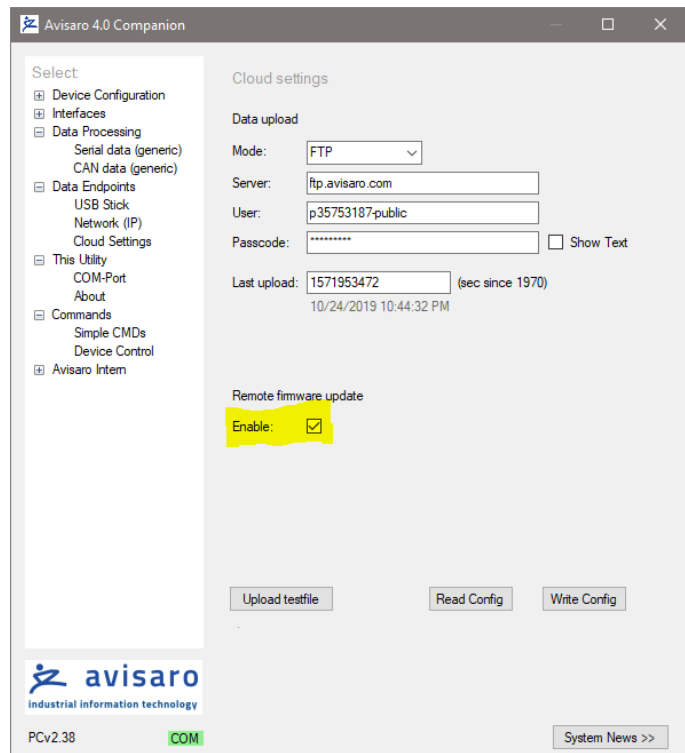 Avisaro 4.0 Companion
Select
Device Configuration
Interfaces
Data Processing
Serial data (generic)
CAN data (generic)
Data Endpoints
USB Stick
Network (IP)
Cloud Settings
This Utility
COM-Port
About
Commands
Simple CMDs
Device Control
Avisaro Intern
Cloud settings
Data upload
Mode: FTP
Server: ftp.avisaro.com
User: p35753187-public
Passcode: ********* Show Text
Last upload: 1571953472 (sec since 1970)
10/24/2019 10:44:32 PM
Remote firmware update
Enable:
Upload testfile Read Config Write Config
avisaro
industrial information technology
PCv2.38 COM
System News >>